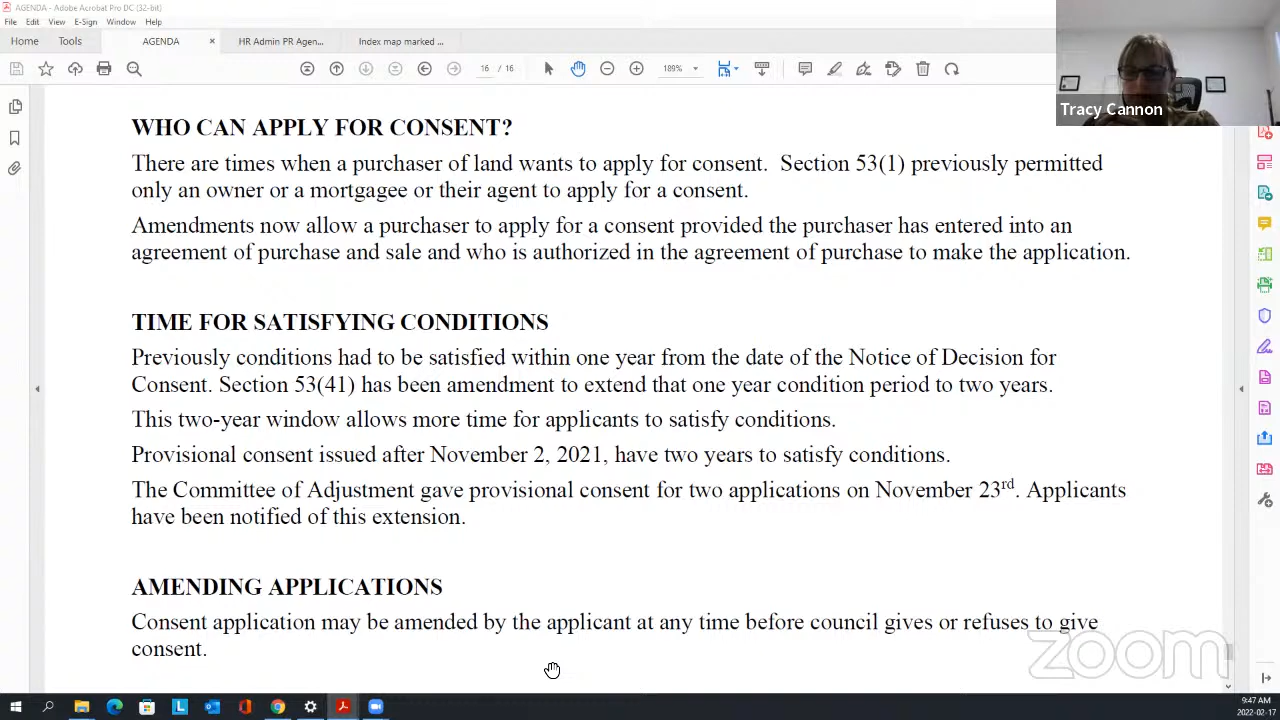 AGENDA - Adobe Acrobat Pro DC (32-bit)
File Edit View E-Sign Window Help
Home Tools AGENDA × HR Admin PR Agen... Index map marked ...
16 / 16 189%
Tracy Cannon
WHO CAN APPLY FOR CONSENT?
There are times when a purchaser of land wants to apply for consent. Section 53(1) previously permitted
only an owner or a mortgagee or their agent to apply for a consent.
Amendments now allow a purchaser to apply for a consent provided the purchaser has entered into an
agreement of purchase and sale and who is authorized in the agreement of purchase to make the application.
TIME FOR SATISFYING CONDITIONS
Previously conditions had to be satisfied within one year from the date of the Notice of Decision for
Consent. Section 53(41) has been amendment to extend that one year condition period to two years.
This two-year window allows more time for applicants to satisfy conditions.
Provisional consent issued after November 2, 2021, have two years to satisfy conditions.
The Committee of Adjustment gave provisional consent for two applications on November 23rd. Applicants
have been notified of this extension.
AMENDING APPLICATIONS
Consent application may be amended by the applicant at any time before council gives or refuses to give
consent.
zoom
9:47 AM
2022-02-17